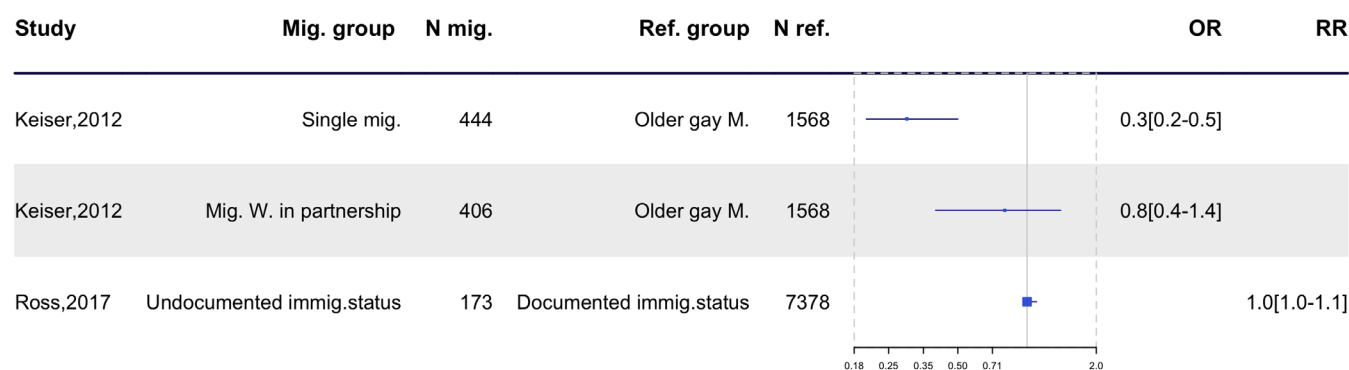 Study Mig. group N mig. Ref. group N ref. OR RR
Keiser,2012 Single mig. 444 Older gay M. 1568 0.3[0.2-0.5]
Keiser,2012 Mig. W. in partnership 406 Older gay M. 1568 0.8[0.4-1.4]
Ross,2017 Undocumented immig.status 173 Documented immig.status 7378 1.0[1.0-1.1]
0.18 0.25 0.35 0.50 0.71 2.0